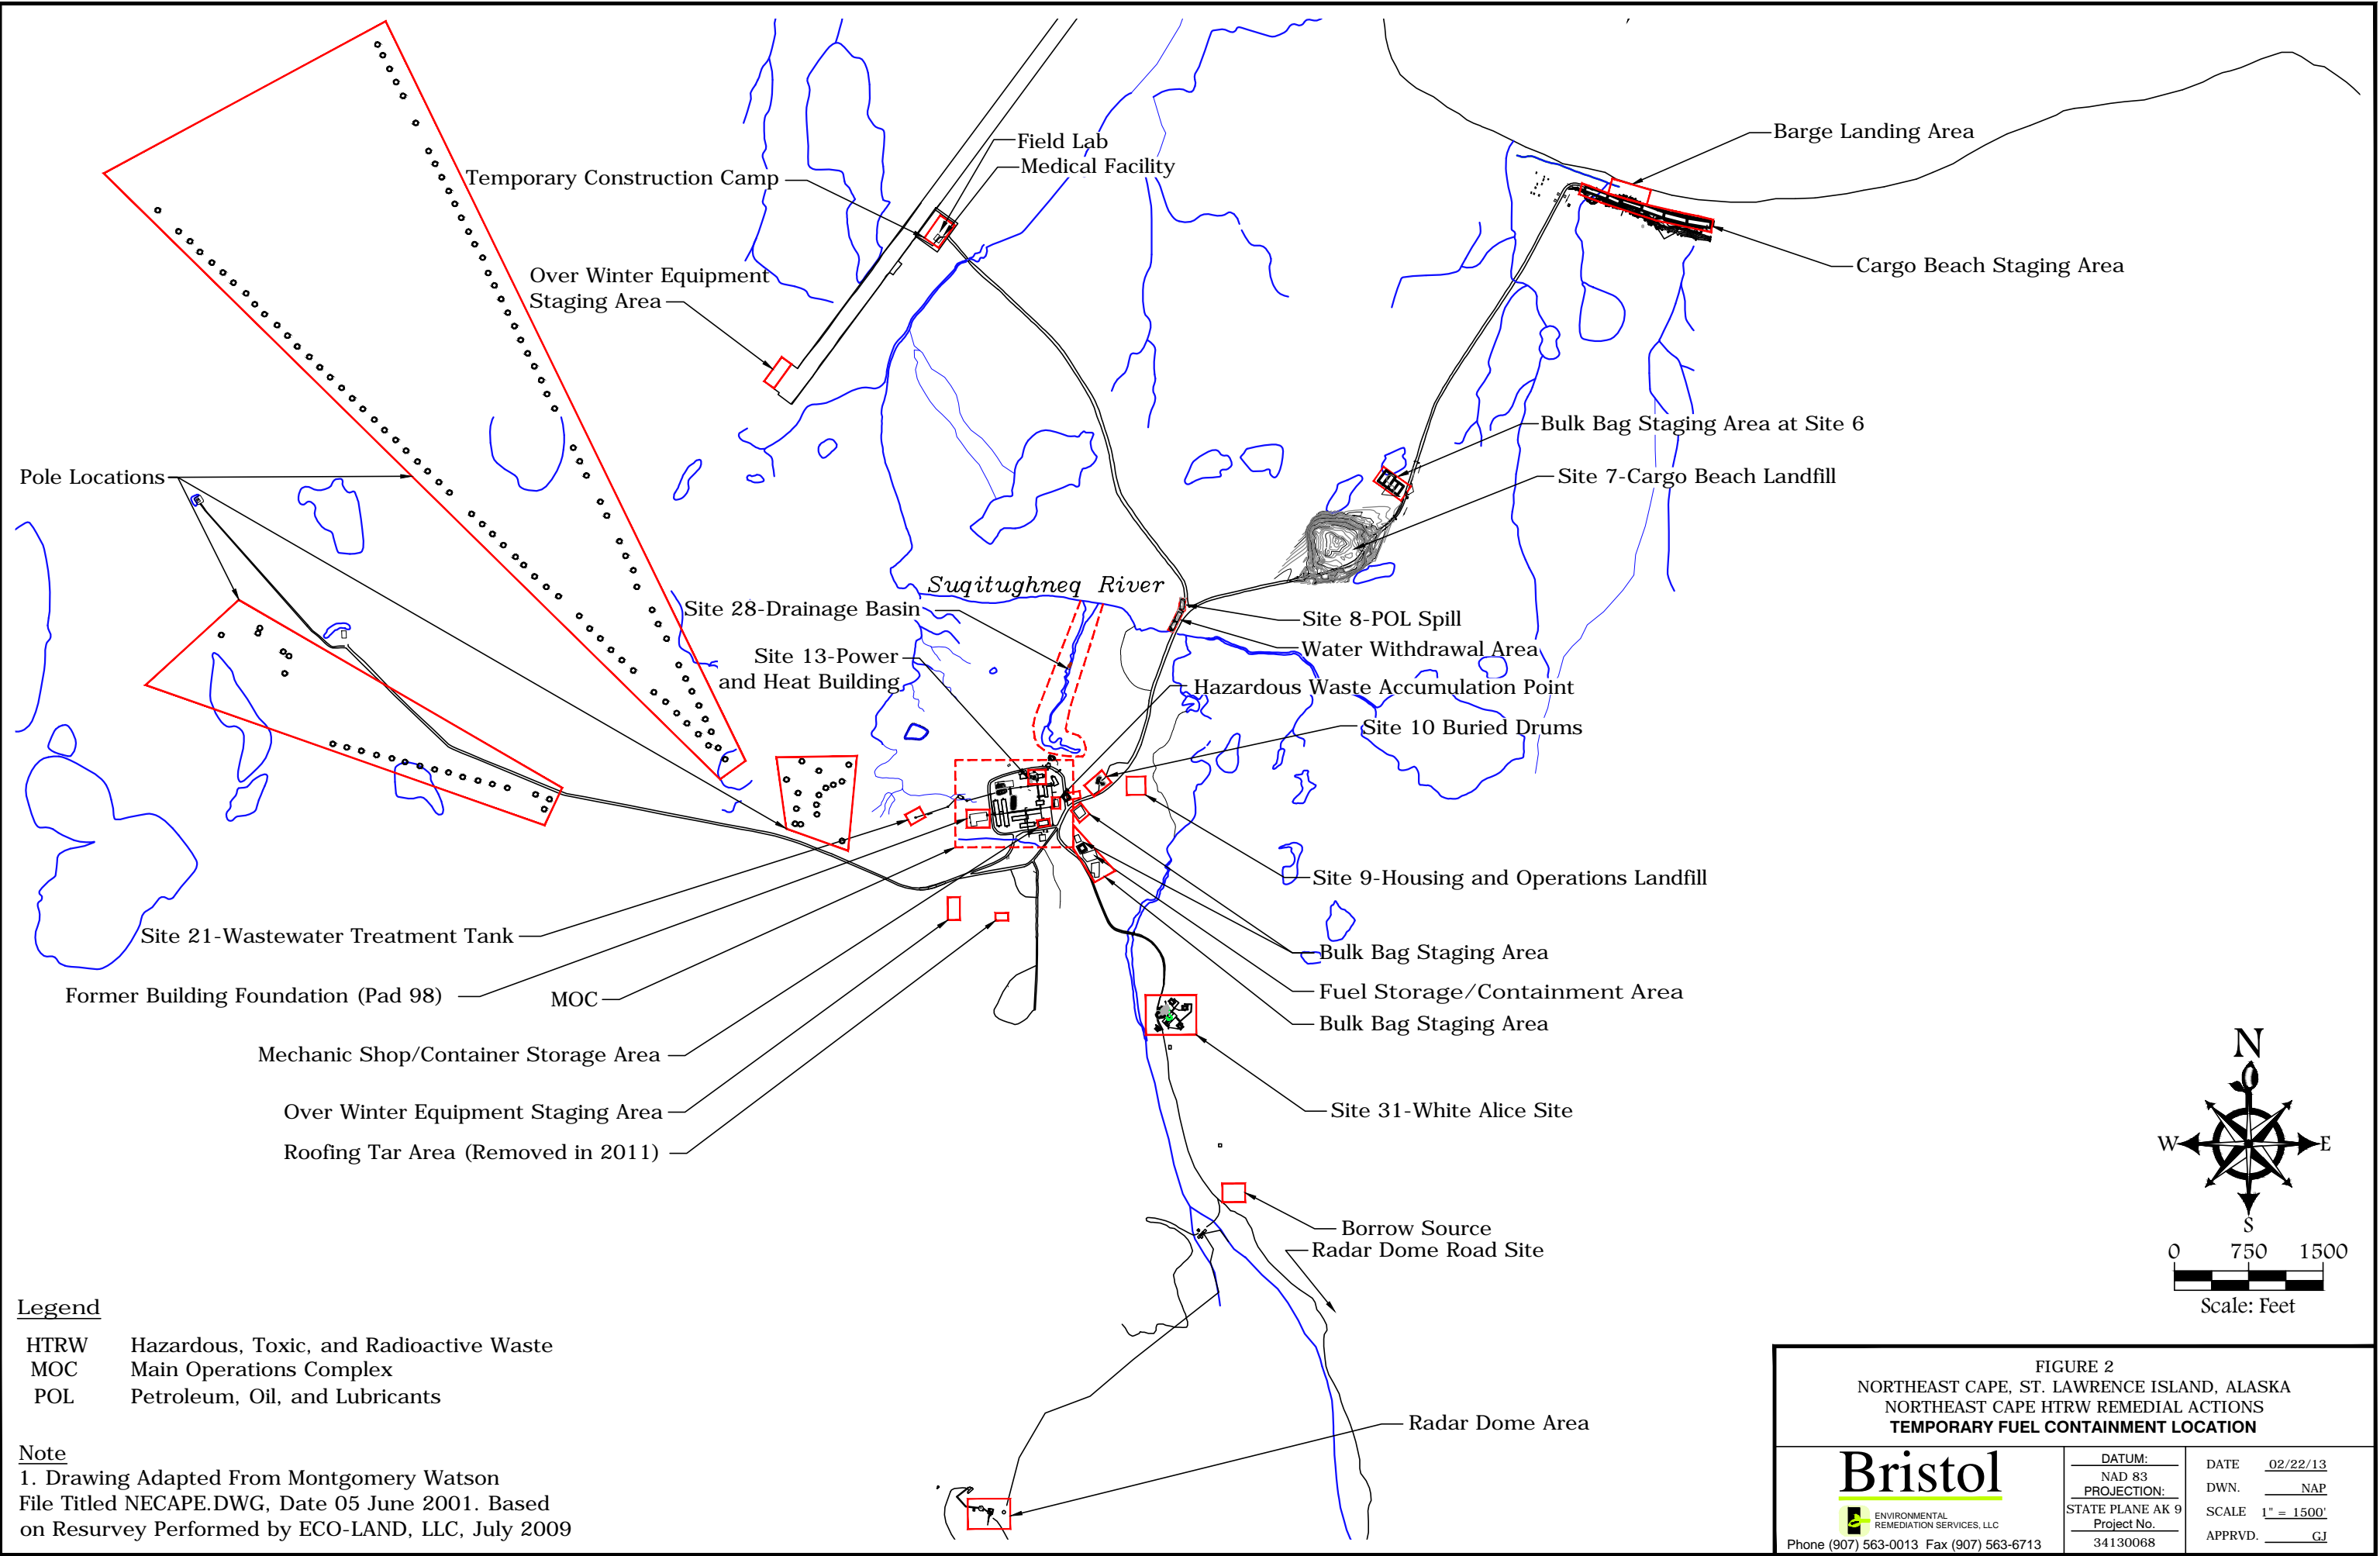 Field Lab
Medical Facility
Temporary Construction Camp
Barge Landing Area
Over Winter Equipment
Staging Area
Cargo Beach Staging Area
Bulk Bag Staging Area at Site 6
Site 7-Cargo Beach Landfill
Pole Locations
Suqitughneq River
Site 28-Drainage Basin
Site 8-POL Spill
Water Withdrawal Area
Site 13-Power
and Heat Building
Hazardous Waste Accumulation Point
Site 10 Buried Drums
Site 9-Housing and Operations Landfill
Site 21-Wastewater Treatment Tank
Bulk Bag Staging Area
Former Building Foundation (Pad 98)
MOC
Fuel Storage/Containment Area
Bulk Bag Staging Area
Mechanic Shop/Container Storage Area
Over Winter Equipment Staging Area
Site 31-White Alice Site
Roofing Tar Area (Removed in 2011)
Borrow Source
Radar Dome Road Site
Radar Dome Area
N
W
E
S
0 750 1500
Scale: Feet
Legend
HTRW Hazardous, Toxic, and Radioactive Waste
MOC Main Operations Complex
POL Petroleum, Oil, and Lubricants
Note
1. Drawing Adapted From Montgomery Watson
File Titled NECAPE.DWG, Date 05 June 2001. Based
on Resurvey Performed by ECO-LAND, LLC, July 2009
FIGURE 2
NORTHEAST CAPE, ST. LAWRENCE ISLAND, ALASKA
NORTHEAST CAPE HTRW REMEDIAL ACTIONS
TEMPORARY FUEL CONTAINMENT LOCATION
Bristol
ENVIRONMENTAL
REMEDIATION SERVICES, LLC
Phone (907) 563-0013 Fax (907) 563-6713
DATUM:
NAD 83
PROJECTION:
STATE PLANE AK 9
Project No.
34130068
DATE 02/22/13
DWN. NAP
SCALE 1" = 1500'
APPRVD. GJ